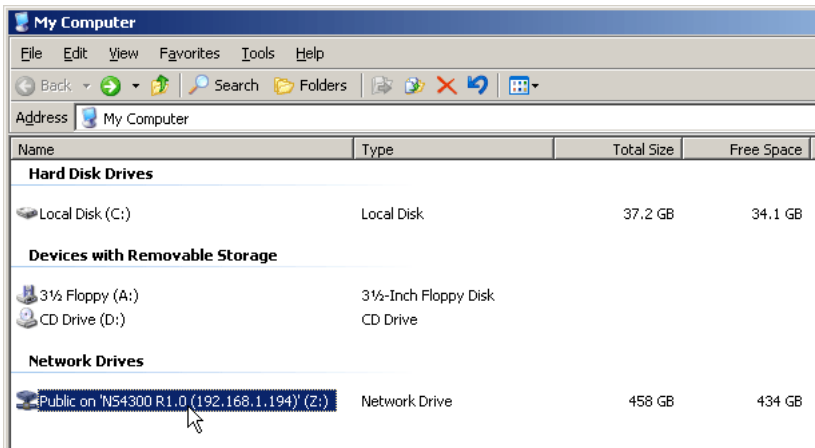 My Computer
File Edit View Favorites Tools Help
Back Search Folders
Address My Computer
Name Type Total Size Free Space
Hard Disk Drives
Local Disk (C:) Local Disk 37.2 GB 34.1 GB
Devices with Removable Storage
3½ Floppy (A:) 3½-Inch Floppy Disk
CD Drive (D:) CD Drive
Network Drives
Public on 'NS4300 R1.0 (192.168.1.194)' (Z:) Network Drive 458 GB 434 GB